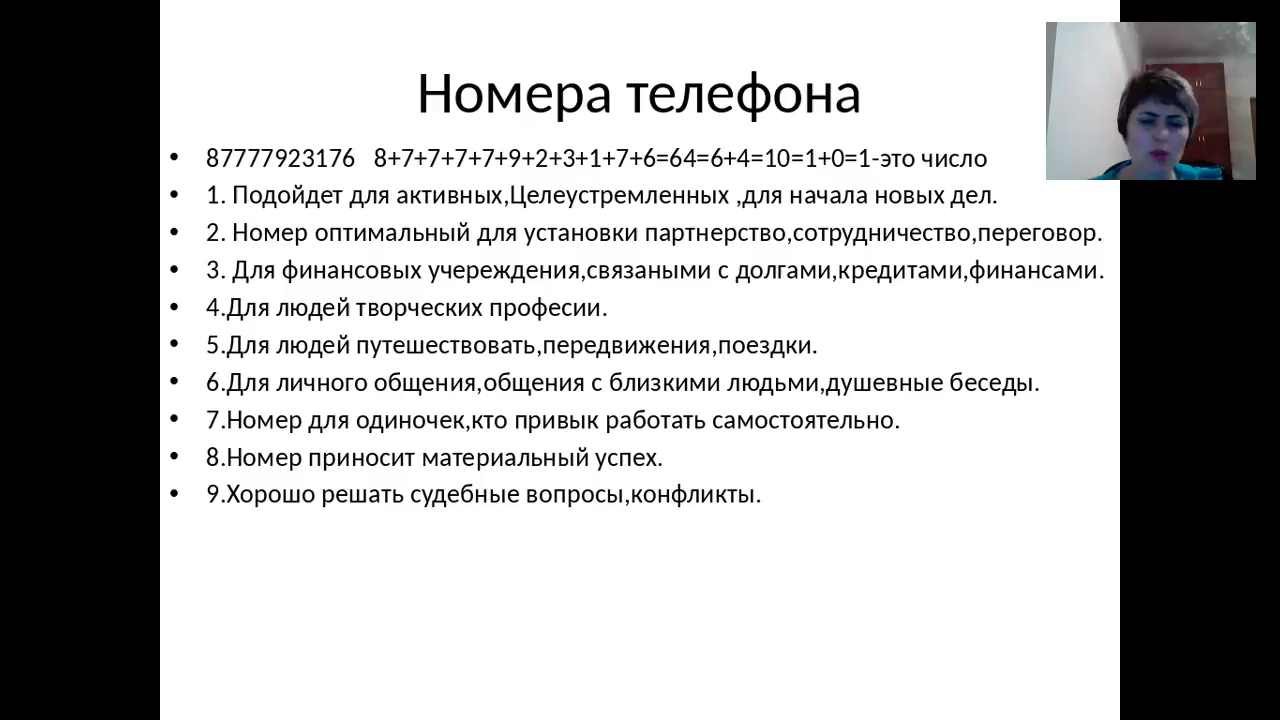 Номера телефона
• 87777923176 8+7+7+7+7+9+2+3+1+7+6=64=6+4=10=1+0=1-это число
• 1. Подойдет для активных,Целеустремленных ,для начала новых дел.
• 2. Номер оптимальный для установки партнерство,сотрудничество,переговор.
• 3. Для финансовых учереждения,связаными с долгами,кредитами,финансами.
• 4.Для людей творческих професии.
• 5.Для людей путешествовать,передвижения,поездки.
• 6.Для личного общения,общения с близкими людьми,душевные беседы.
• 7.Номер для одиночек,кто привык работать самостоятельно.
• 8.Номер приносит материальный успех.
• 9.Хорошо решать судебные вопросы,конфликты.